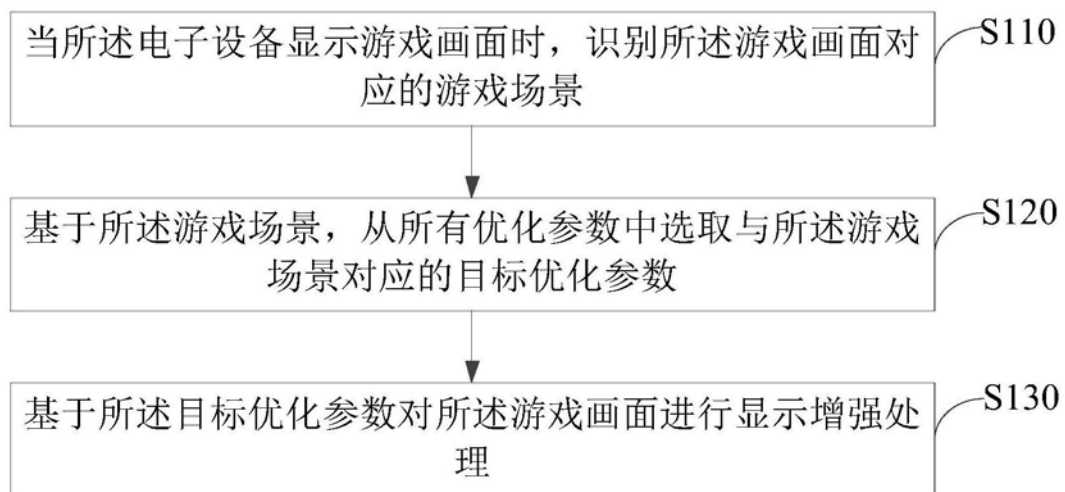 当所述电子设备显示游戏画面时，识别所述游戏画面对
应的游戏场景
S110
基于所述游戏场景，从所有优化参数中选取与所述游戏
场景对应的目标优化参数
S120
基于所述目标优化参数对所述游戏画面进行显示增强处
理
S130